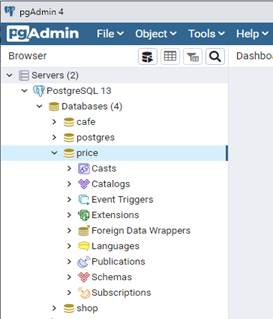 pgAdmin 4
pgAdmin File Object Tools Help
Browser Dashbo
Servers (2)
PostgreSQL 13
Databases (4)
cafe
postgres
price
Casts
Catalogs
Event Triggers
Extensions
Foreign Data Wrappers
Languages
Publications
Schemas
Subscriptions
shop